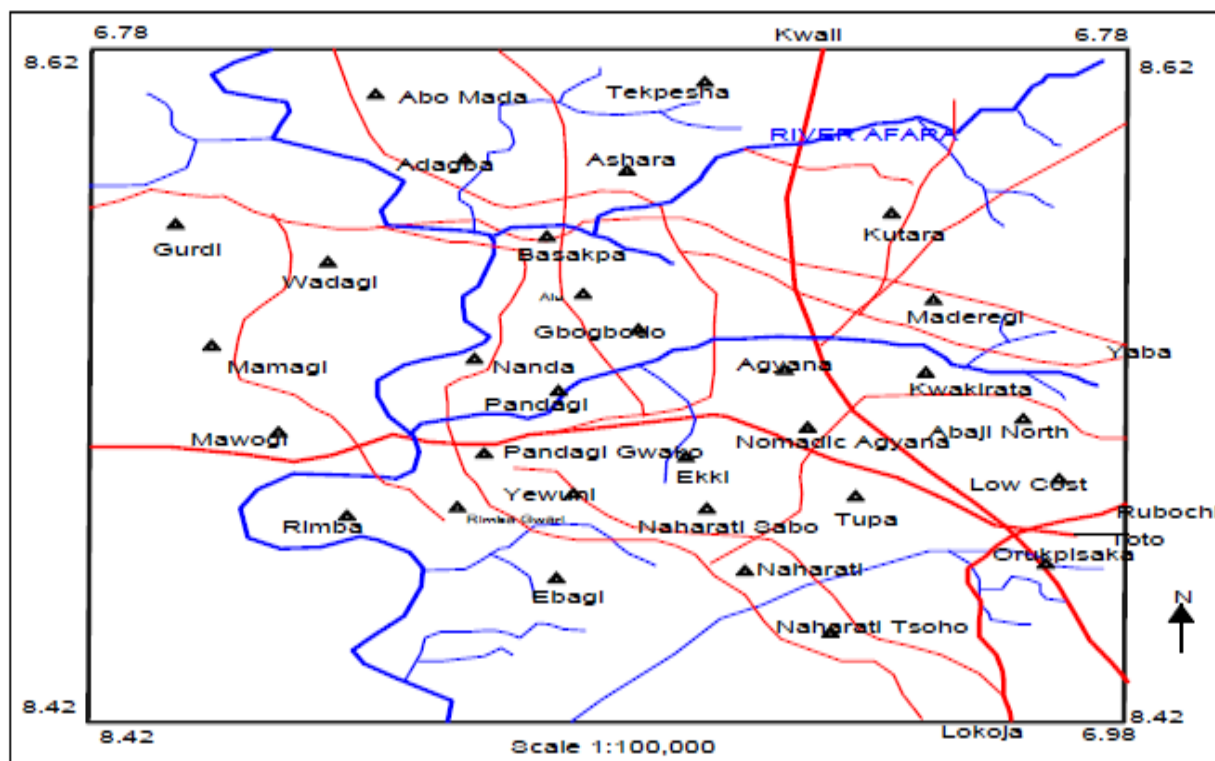 6.78
Kwali
6.78
8.62
8.62
Abo Mada
Tekpesha
RIVER AFARA
Adagba
Ashara
Gurdi
Kutara
Basakpa
Wadagi
Alu
Maderegi
Gbogbodo
Mamagi
Nanda
Agyana
Yaba
Kwakirata
Pandagi
Mawogi
Nomadic Agyana
Abaji North
Pandagi Gwako
Ekki
Low Cost
Yewuni
Rimba
Rimba Gwari
Naharati Sabo
Tupa
Rubochi
Toto
Orukpisaka
Ebagi
Naharati
N
Naharati Tsoho
8.42
8.42
8.42
Scale 1:100,000
Lokoja
6.98